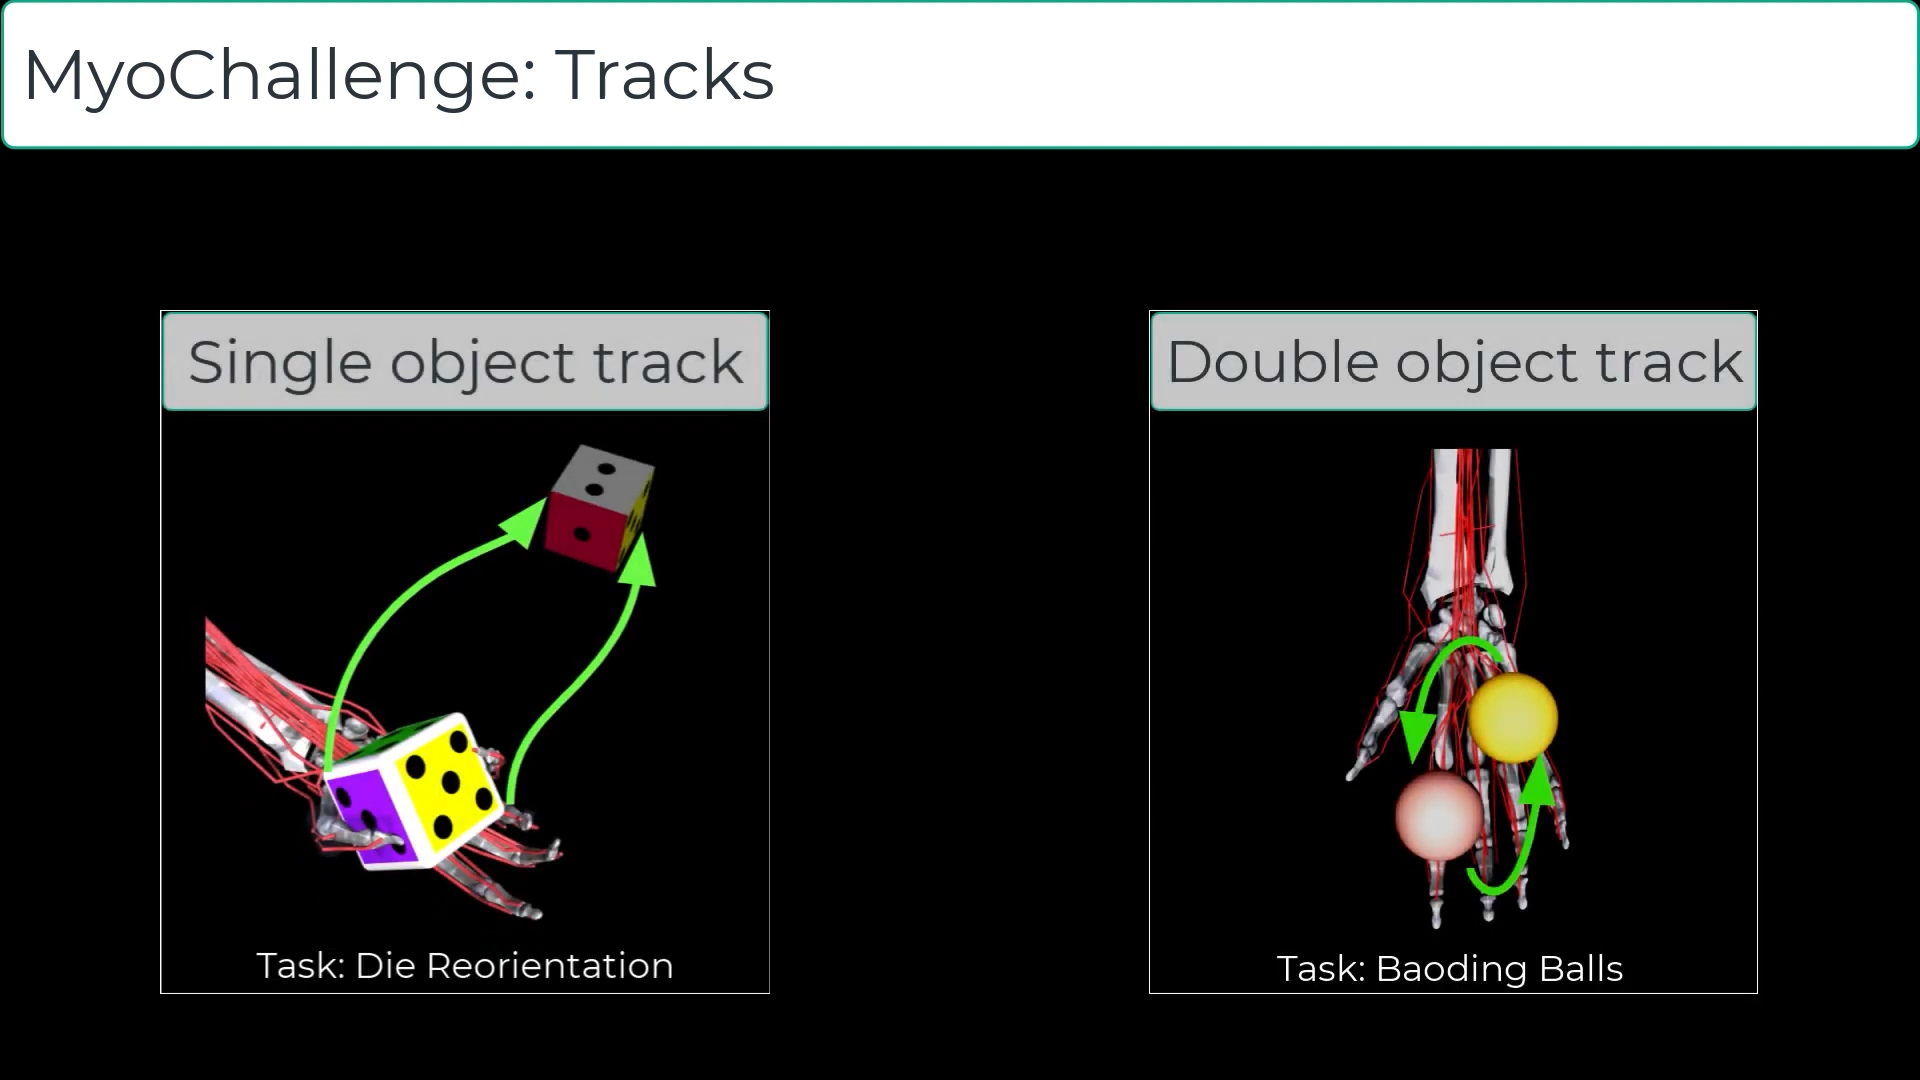 MyoChallenge: Tracks
Single object track
Task: Die Reorientation
Double object track
Task: Baoding Balls